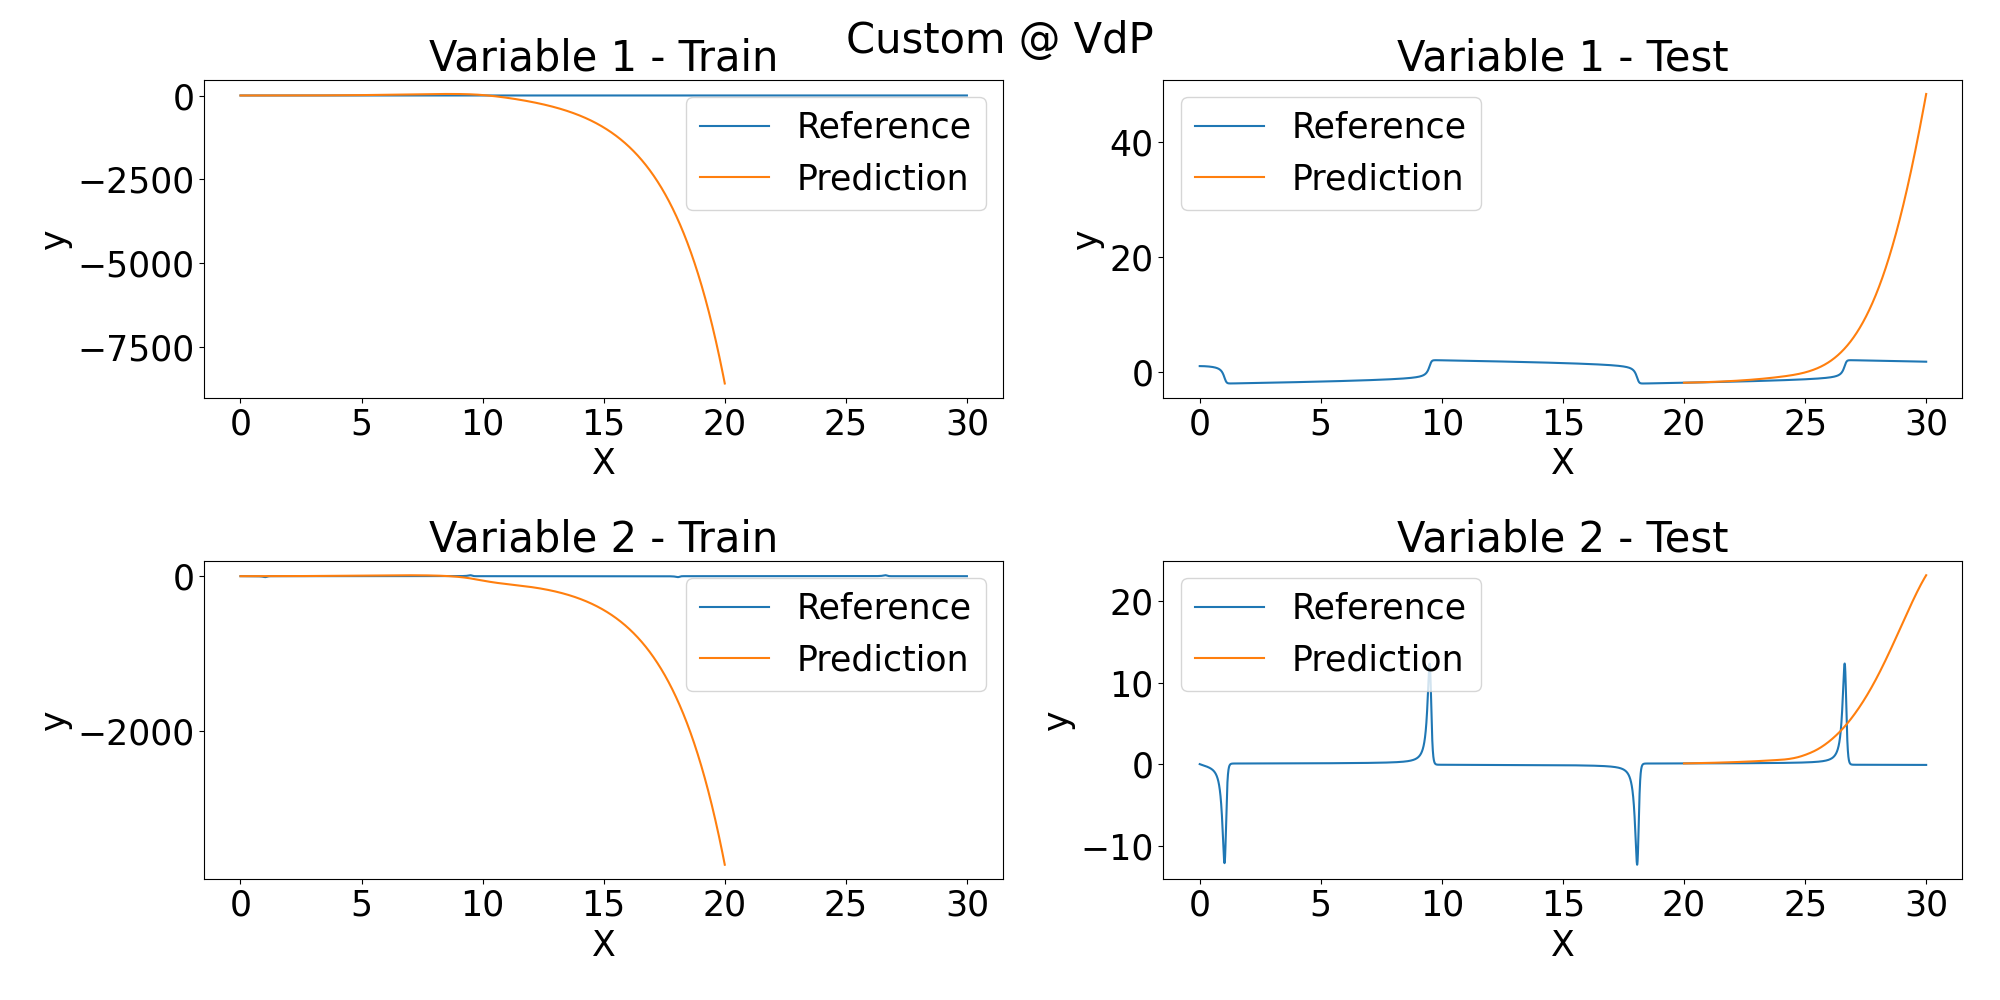 Custom @ VdP
Variable 1 - Train
0
−2500
−5000
−7500
y
Reference
Prediction
0 5 10 15 20 25 30
X
Variable 1 - Test
40
20
0
y
Reference
Prediction
0 5 10 15 20 25 30
X
Variable 2 - Train
0
−2000
y
Reference
Prediction
0 5 10 15 20 25 30
X
Variable 2 - Test
20
10
0
−10
y
Reference
Prediction
0 5 10 15 20 25 30
X